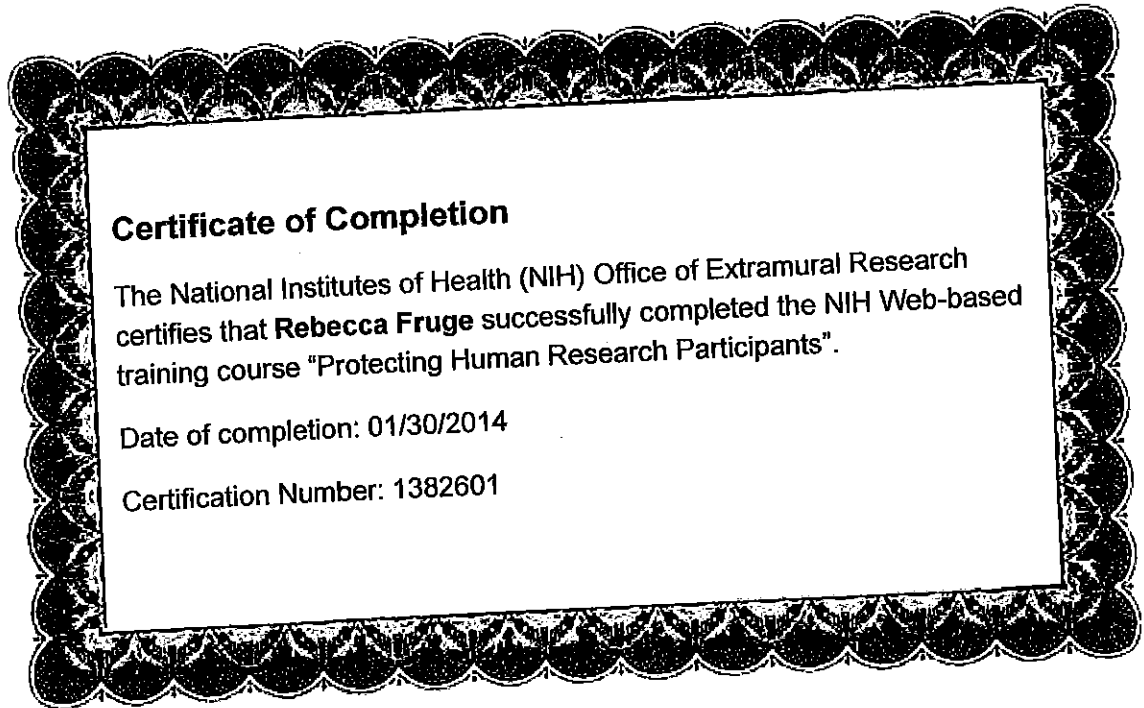 Certificate of Completion
The National Institutes of Health (NIH) Office of Extramural Research
certifies that Rebecca Fruge successfully completed the NIH Web-based
training course "Protecting Human Research Participants".
Date of completion: 01/30/2014
Certification Number: 1382601